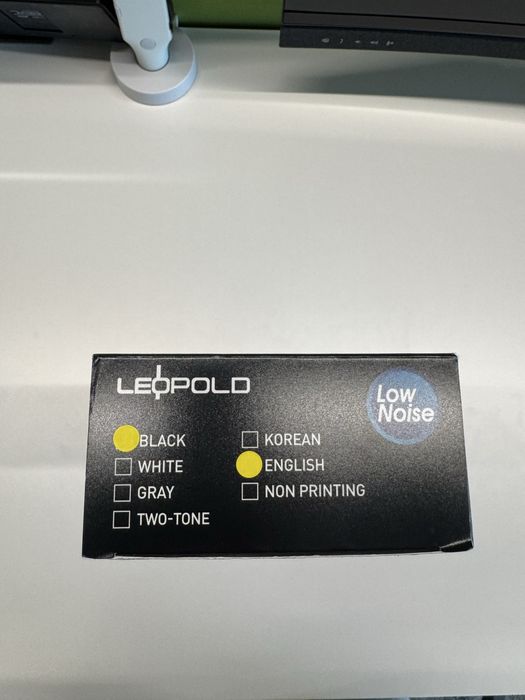 LEOPOLD
Low
Noise
BLACK
WHITE
GRAY
TWO-TONE
KOREAN
ENGLISH
NON PRINTING